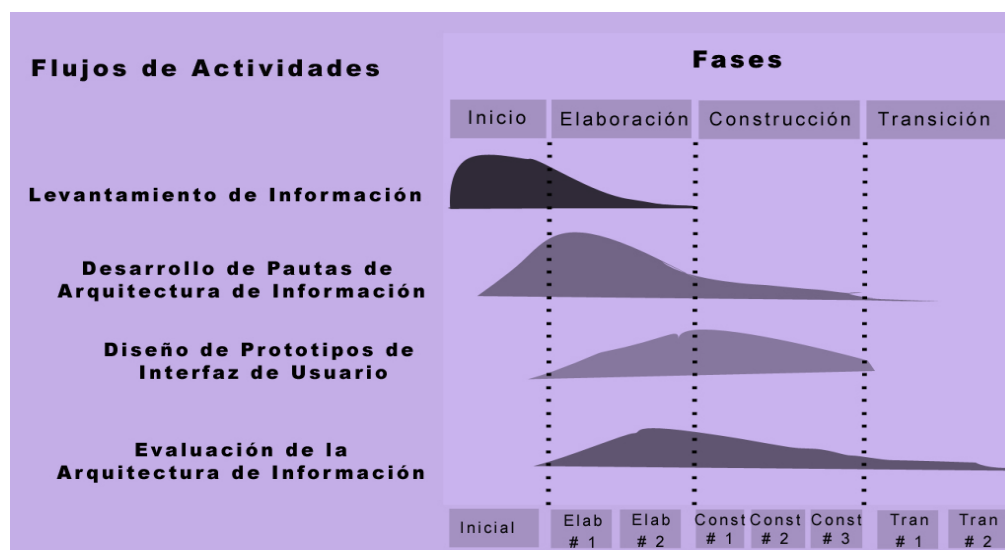 Flujos de Actividades
Fases
Inicio
Elaboración
Construcción
Transición
Levantamiento de Información
Desarrollo de Pautas de
Arquitectura de Información
Diseño de Prototipos de
Interfaz de Usuario
Evaluación de la
Arquitectura de Información
Inicial
Elab
# 1
Elab
# 2
Const
# 1
Const
# 2
Const
# 3
Tran
# 1
Tran
# 2